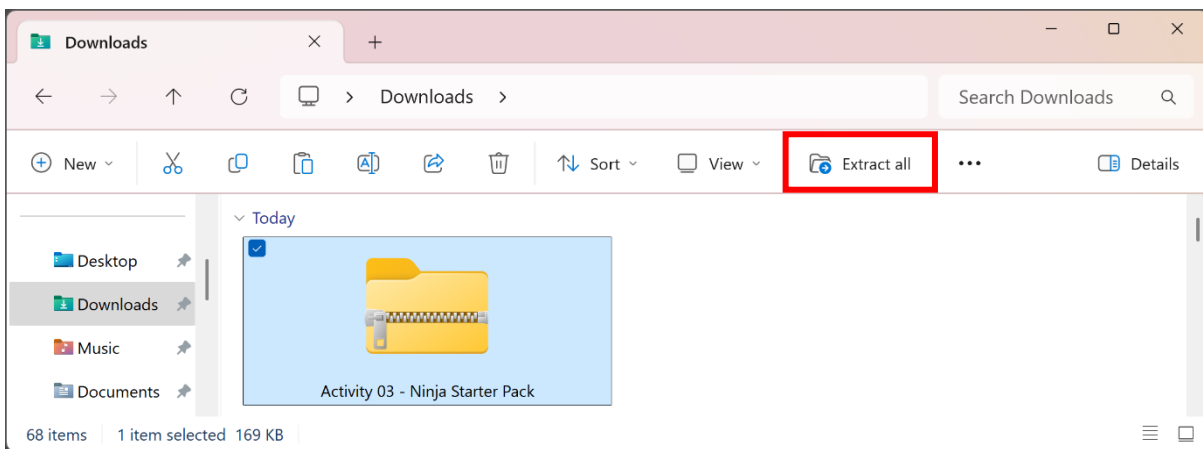 Downloads
Downloads
Search Downloads
New
Sort
View
Extract all
Details
Today
Desktop
Downloads
Music
Documents
Activity 03 - Ninja Starter Pack
68 items 1 item selected 169 KB